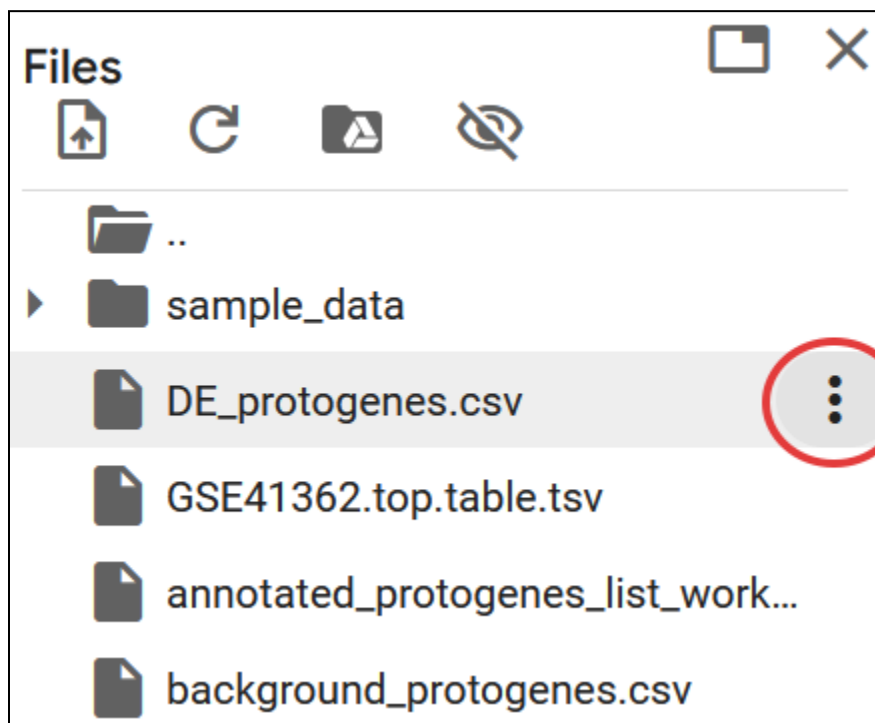 Files
..
sample_data
DE_protogenes.csv
GSE41362.top.table.tsv
annotated_protogenes_list_work...
background_protogenes.csv